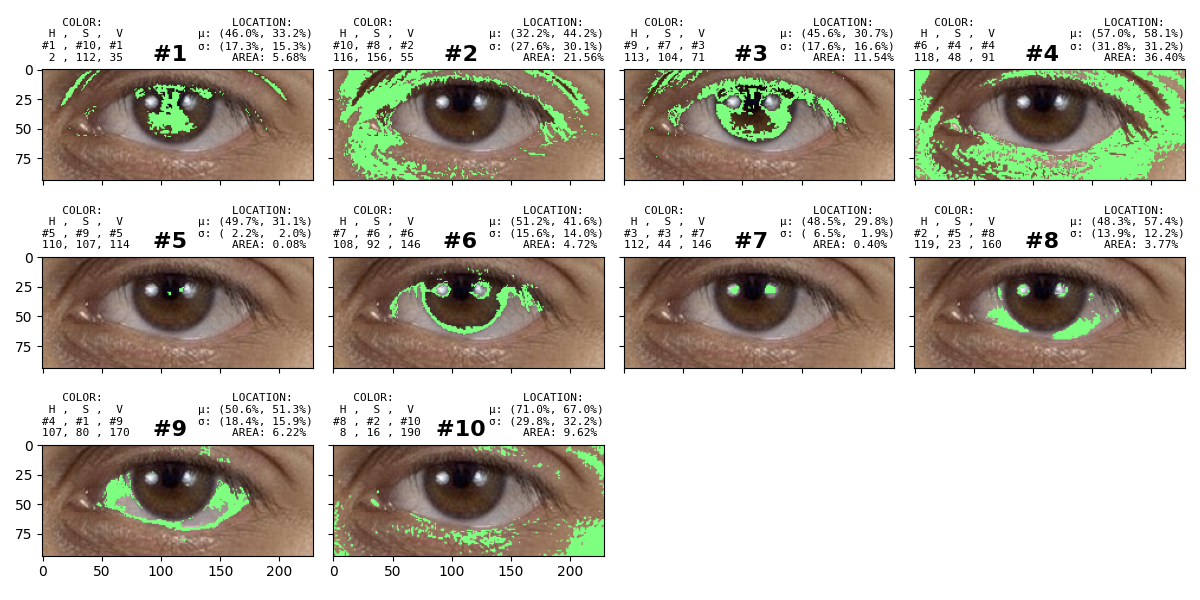 COLOR: LOCATION:
H , S , V μ: (46.0%, 33.2%)
#1 , #10, #1 σ: (17.3%, 15.3%)
2 , 112, 35 #1 AREA: 5.68%
COLOR: LOCATION:
H , S , V μ: (32.2%, 44.2%)
#10, #8 , #2 σ: (27.6%, 30.1%)
116, 156, 55 #2 AREA: 21.56%
COLOR: LOCATION:
H , S , V μ: (45.6%, 30.7%)
#9 , #7 , #3 σ: (17.6%, 16.6%)
113, 104, 71 #3 AREA: 11.54%
COLOR: LOCATION:
H , S , V μ: (57.0%, 58.1%)
#6 , #4 , #4 σ: (31.8%, 31.2%)
118, 48 , 91 #4 AREA: 36.40%
0
25
50
75
COLOR: LOCATION:
H , S , V μ: (49.7%, 31.1%)
#5 , #9 , #5 σ: ( 2.2%, 2.0%)
110, 107, 114 #5 AREA: 0.08%
COLOR: LOCATION:
H , S , V μ: (51.2%, 41.6%)
#7 , #6 , #6 σ: (15.6%, 14.0%)
108, 92 , 146 #6 AREA: 4.72%
COLOR: LOCATION:
H , S , V μ: (48.5%, 29.8%)
#3 , #3 , #7 σ: ( 6.5%, 1.9%)
112, 44 , 146 #7 AREA: 0.40%
COLOR: LOCATION:
H , S , V μ: (48.3%, 57.4%)
#2 , #5 , #8 σ: (13.9%, 12.2%)
119, 23 , 160 #8 AREA: 3.77%
0
25
50
75
COLOR: LOCATION:
H , S , V μ: (50.6%, 51.3%)
#4 , #1 , #9 σ: (18.4%, 15.9%)
107, 80 , 170 #9 AREA: 6.22%
COLOR: LOCATION:
H , S , V μ: (71.0%, 67.0%)
#8 , #2 , #10 σ: (29.8%, 32.2%)
8 , 16 , 190 #10 AREA: 9.62%
0
25
50
75
0 50 100 150 200
0 50 100 150 200